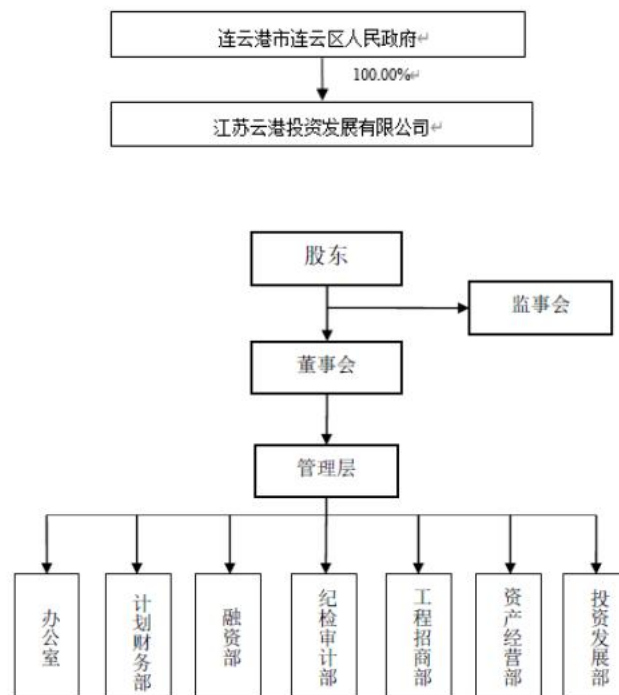 连云港市连云区人民政府↵
100.00%↵
江苏云港投资发展有限公司↵
股东
监事会
董事会
管理层
办公室
计划财务部
融资部
纪检审计部
工程招商部
资产经营部
投资发展部